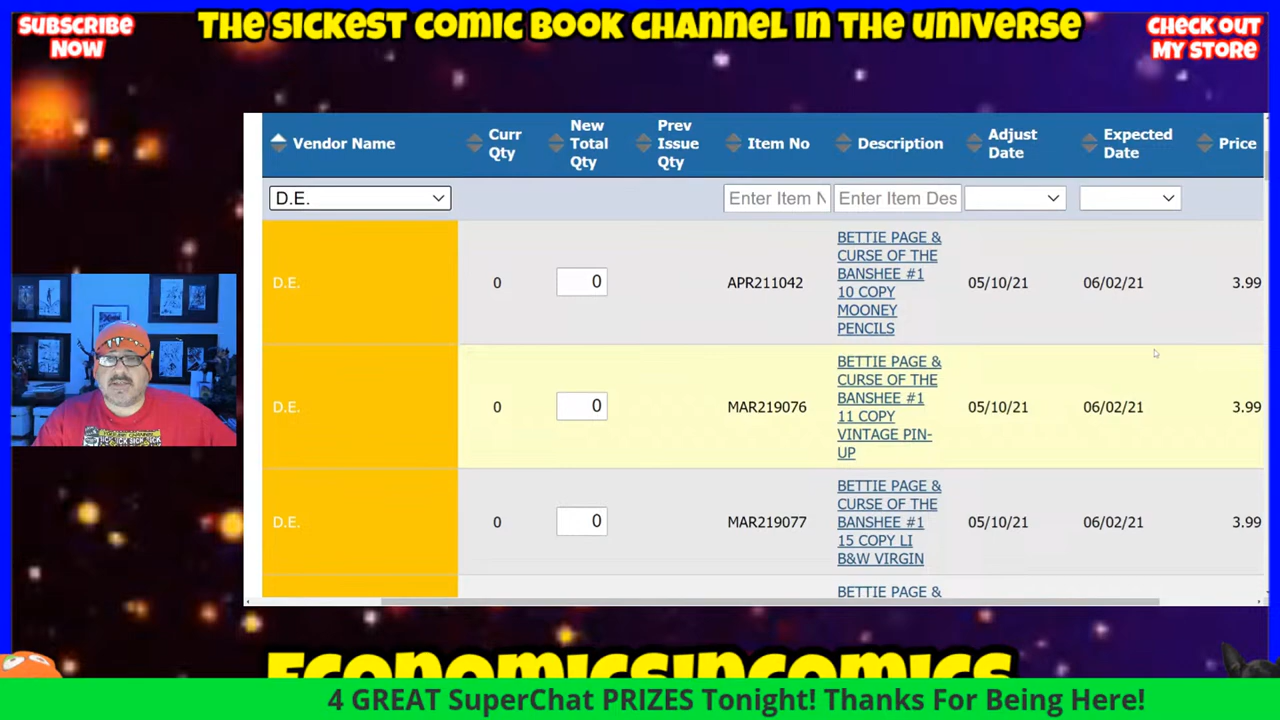 SUBSCRIBE
NOW
THE SICKEST COMIC BOOK CHANNEL IN THE UNIVERSE
CHECK OUT
MY STORE
Vendor Name
Curr
Qty
New
Total
Qty
Prev
Issue
Qty
Item No
Description
Adjust
Date
Expected
Date
Price
D.E.
Enter Item N
Enter Item Des
D.E.
0
0
APR211042
BETTIE PAGE &
CURSE OF THE
BANSHEE #1
10 COPY
MOONEY
PENCILS
05/10/21
06/02/21
3.99
D.E.
0
0
MAR219076
BETTIE PAGE &
CURSE OF THE
BANSHEE #1
11 COPY
VINTAGE PIN-
UP
05/10/21
06/02/21
3.99
D.E.
0
0
MAR219077
BETTIE PAGE &
CURSE OF THE
BANSHEE #1
15 COPY LI
B&W VIRGIN
05/10/21
06/02/21
3.99
BETTIE PAGE &
ECONOMICSINCOMICS
4 GREAT SuperChat PRIZES Tonight! Thanks For Being Here!